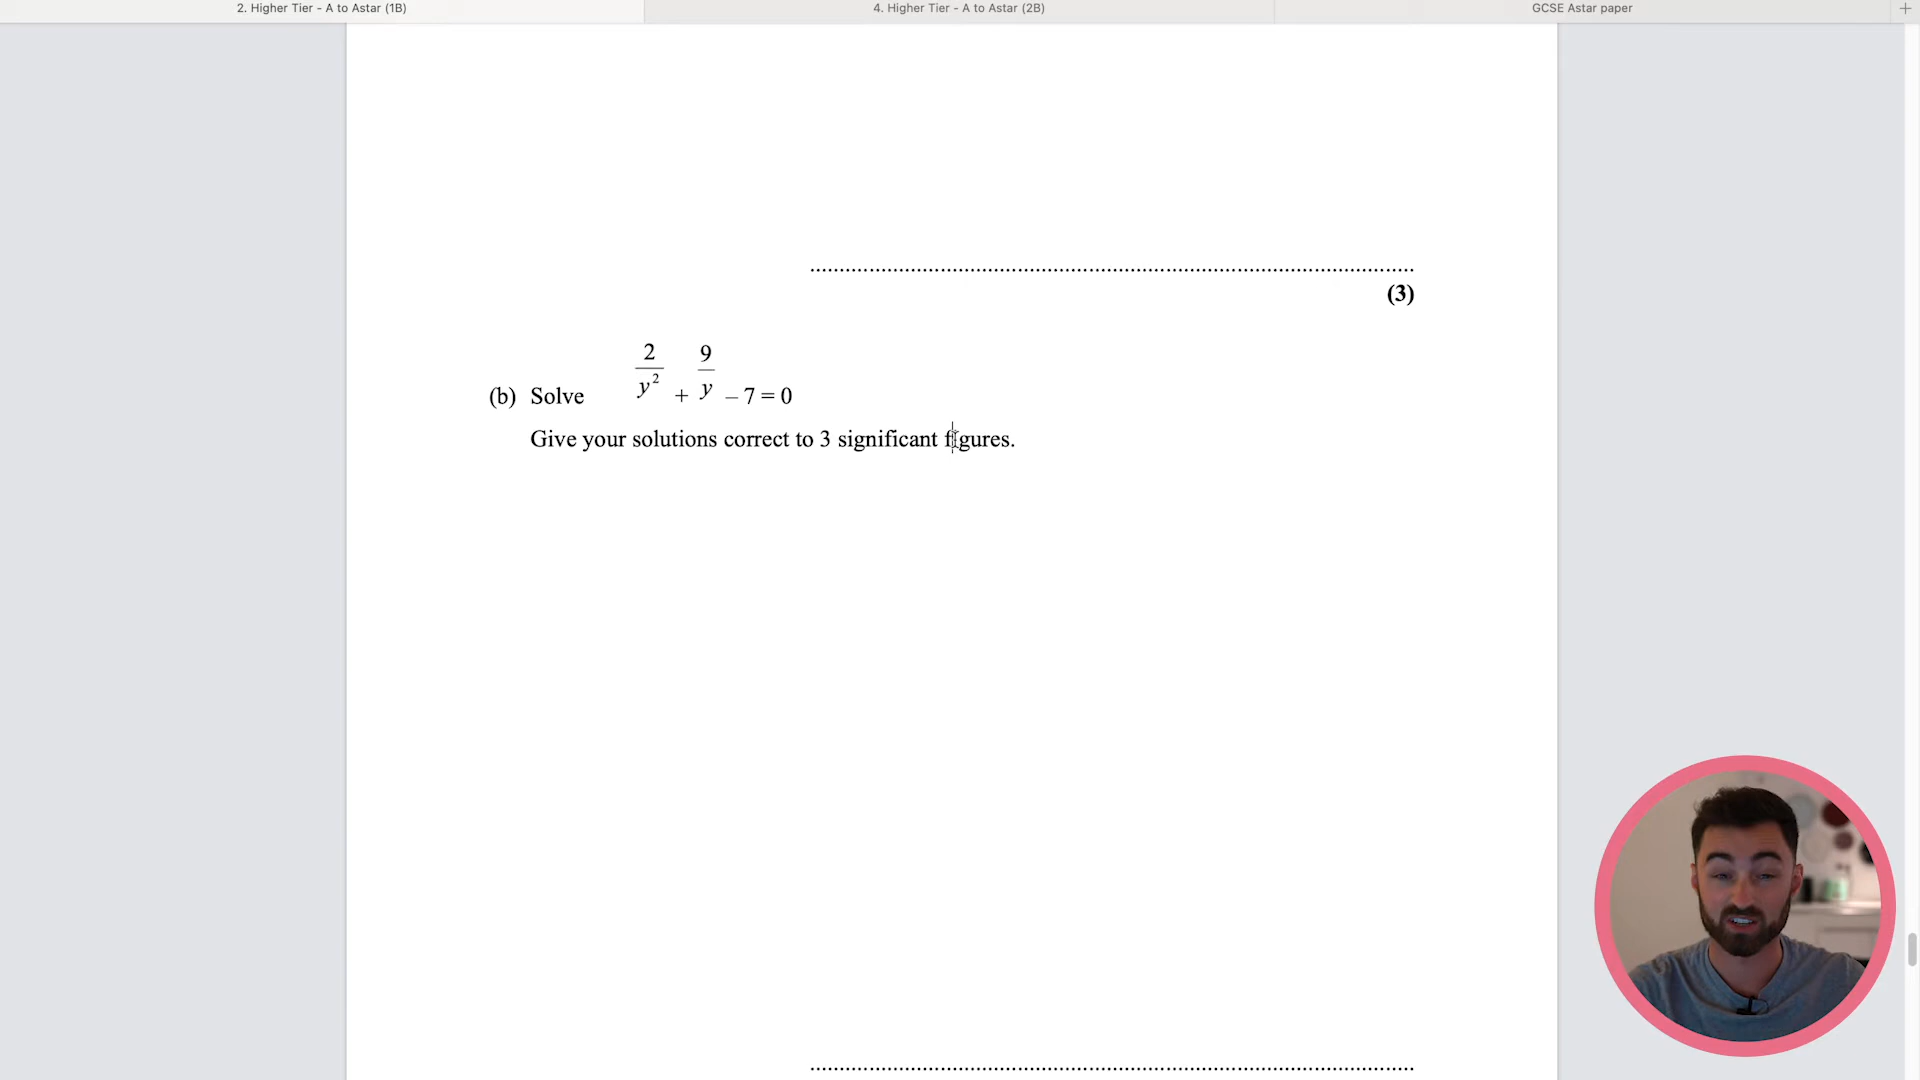 2. Higher Tier - A to Astar (1B)
4. Higher Tier - A to Astar (2B)
GCSE Astar paper
(3)
(b) Solve 2/y² + 9/y – 7 = 0
Give your solutions correct to 3 significant figures.